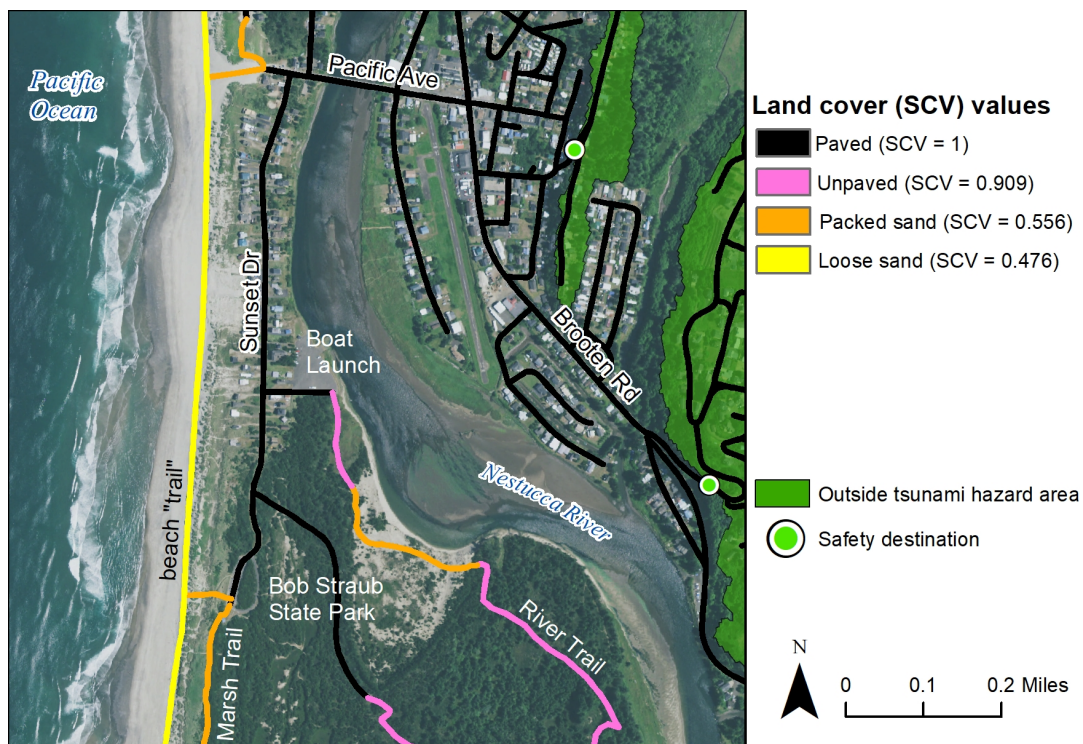 Pacific
Ocean
Pacific Ave
Sunset Dr
Boat
Launch
Brooten Rd
beach "trail"
Nestucca River
Bob Straub
State Park
Marsh Trail
River Trail
Land cover (SCV) values
Paved (SCV = 1)
Unpaved (SCV = 0.909)
Packed sand (SCV = 0.556)
Loose sand (SCV = 0.476)
Outside tsunami hazard area
Safety destination
N
0 0.1 0.2 Miles